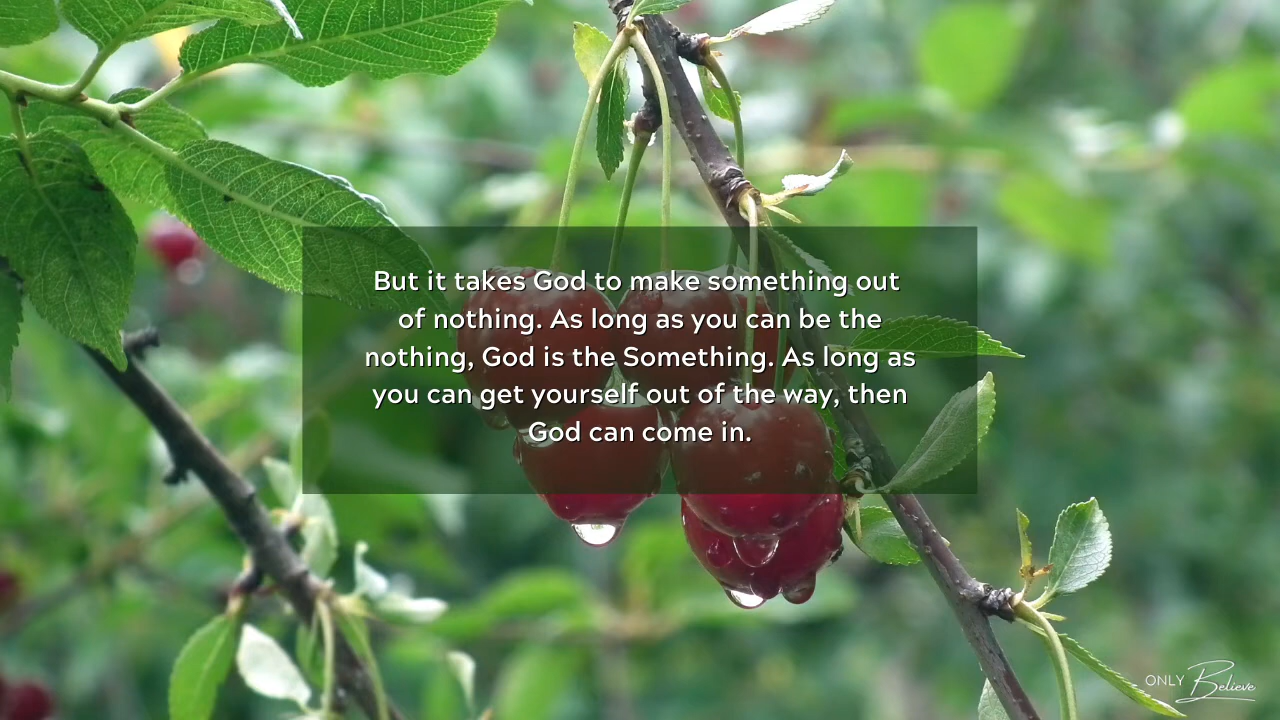 But it takes God to make something out
of nothing. As long as you can be the
nothing, God is the Something. As long as
you can get yourself out of the way, then
God can come in.
ONLY Believe